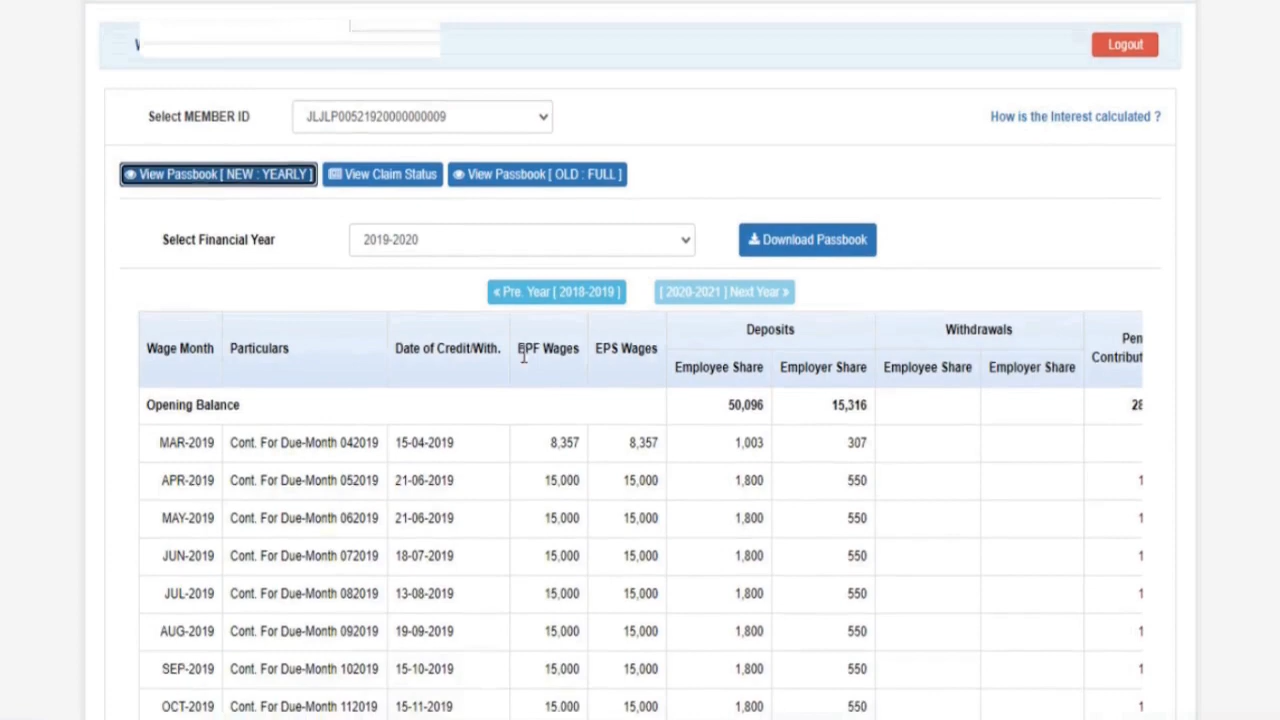 Logout
Select MEMBER ID JLJLP00521920000000009 How is the Interest calculated ?
View Passbook [ NEW : YEARLY ] View Claim Status View Passbook [ OLD : FULL ]
Select Financial Year 2019-2020 Download Passbook
« Pre. Year [ 2018-2019 ] [ 2020-2021 ] Next Year »
Deposits Withdrawals
Wage Month Particulars Date of Credit/With. EPF Wages EPS Wages Pen
Contribut
Employee Share Employer Share Employee Share Employer Share
Opening Balance 50,096 15,316 28
MAR-2019 Cont. For Due-Month 042019 15-04-2019 8,357 8,357 1,003 307
APR-2019 Cont. For Due-Month 052019 21-06-2019 15,000 15,000 1,800 550 1
MAY-2019 Cont. For Due-Month 062019 21-06-2019 15,000 15,000 1,800 550 1
JUN-2019 Cont. For Due-Month 072019 18-07-2019 15,000 15,000 1,800 550 1
JUL-2019 Cont. For Due-Month 082019 13-08-2019 15,000 15,000 1,800 550 1
AUG-2019 Cont. For Due-Month 092019 19-09-2019 15,000 15,000 1,800 550 1
SEP-2019 Cont. For Due-Month 102019 15-10-2019 15,000 15,000 1,800 550 1
OCT-2019 Cont. For Due-Month 112019 15-11-2019 15,000 15,000 1,800 550 1